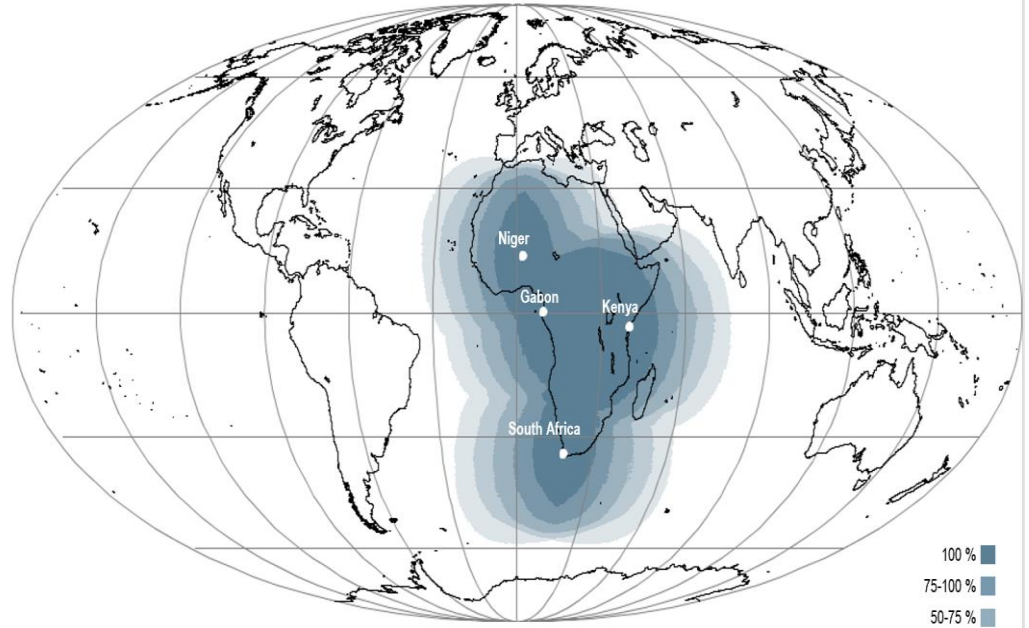 Niger
Gabon
Kenya
South Africa
100 %
75-100 %
50-75 %